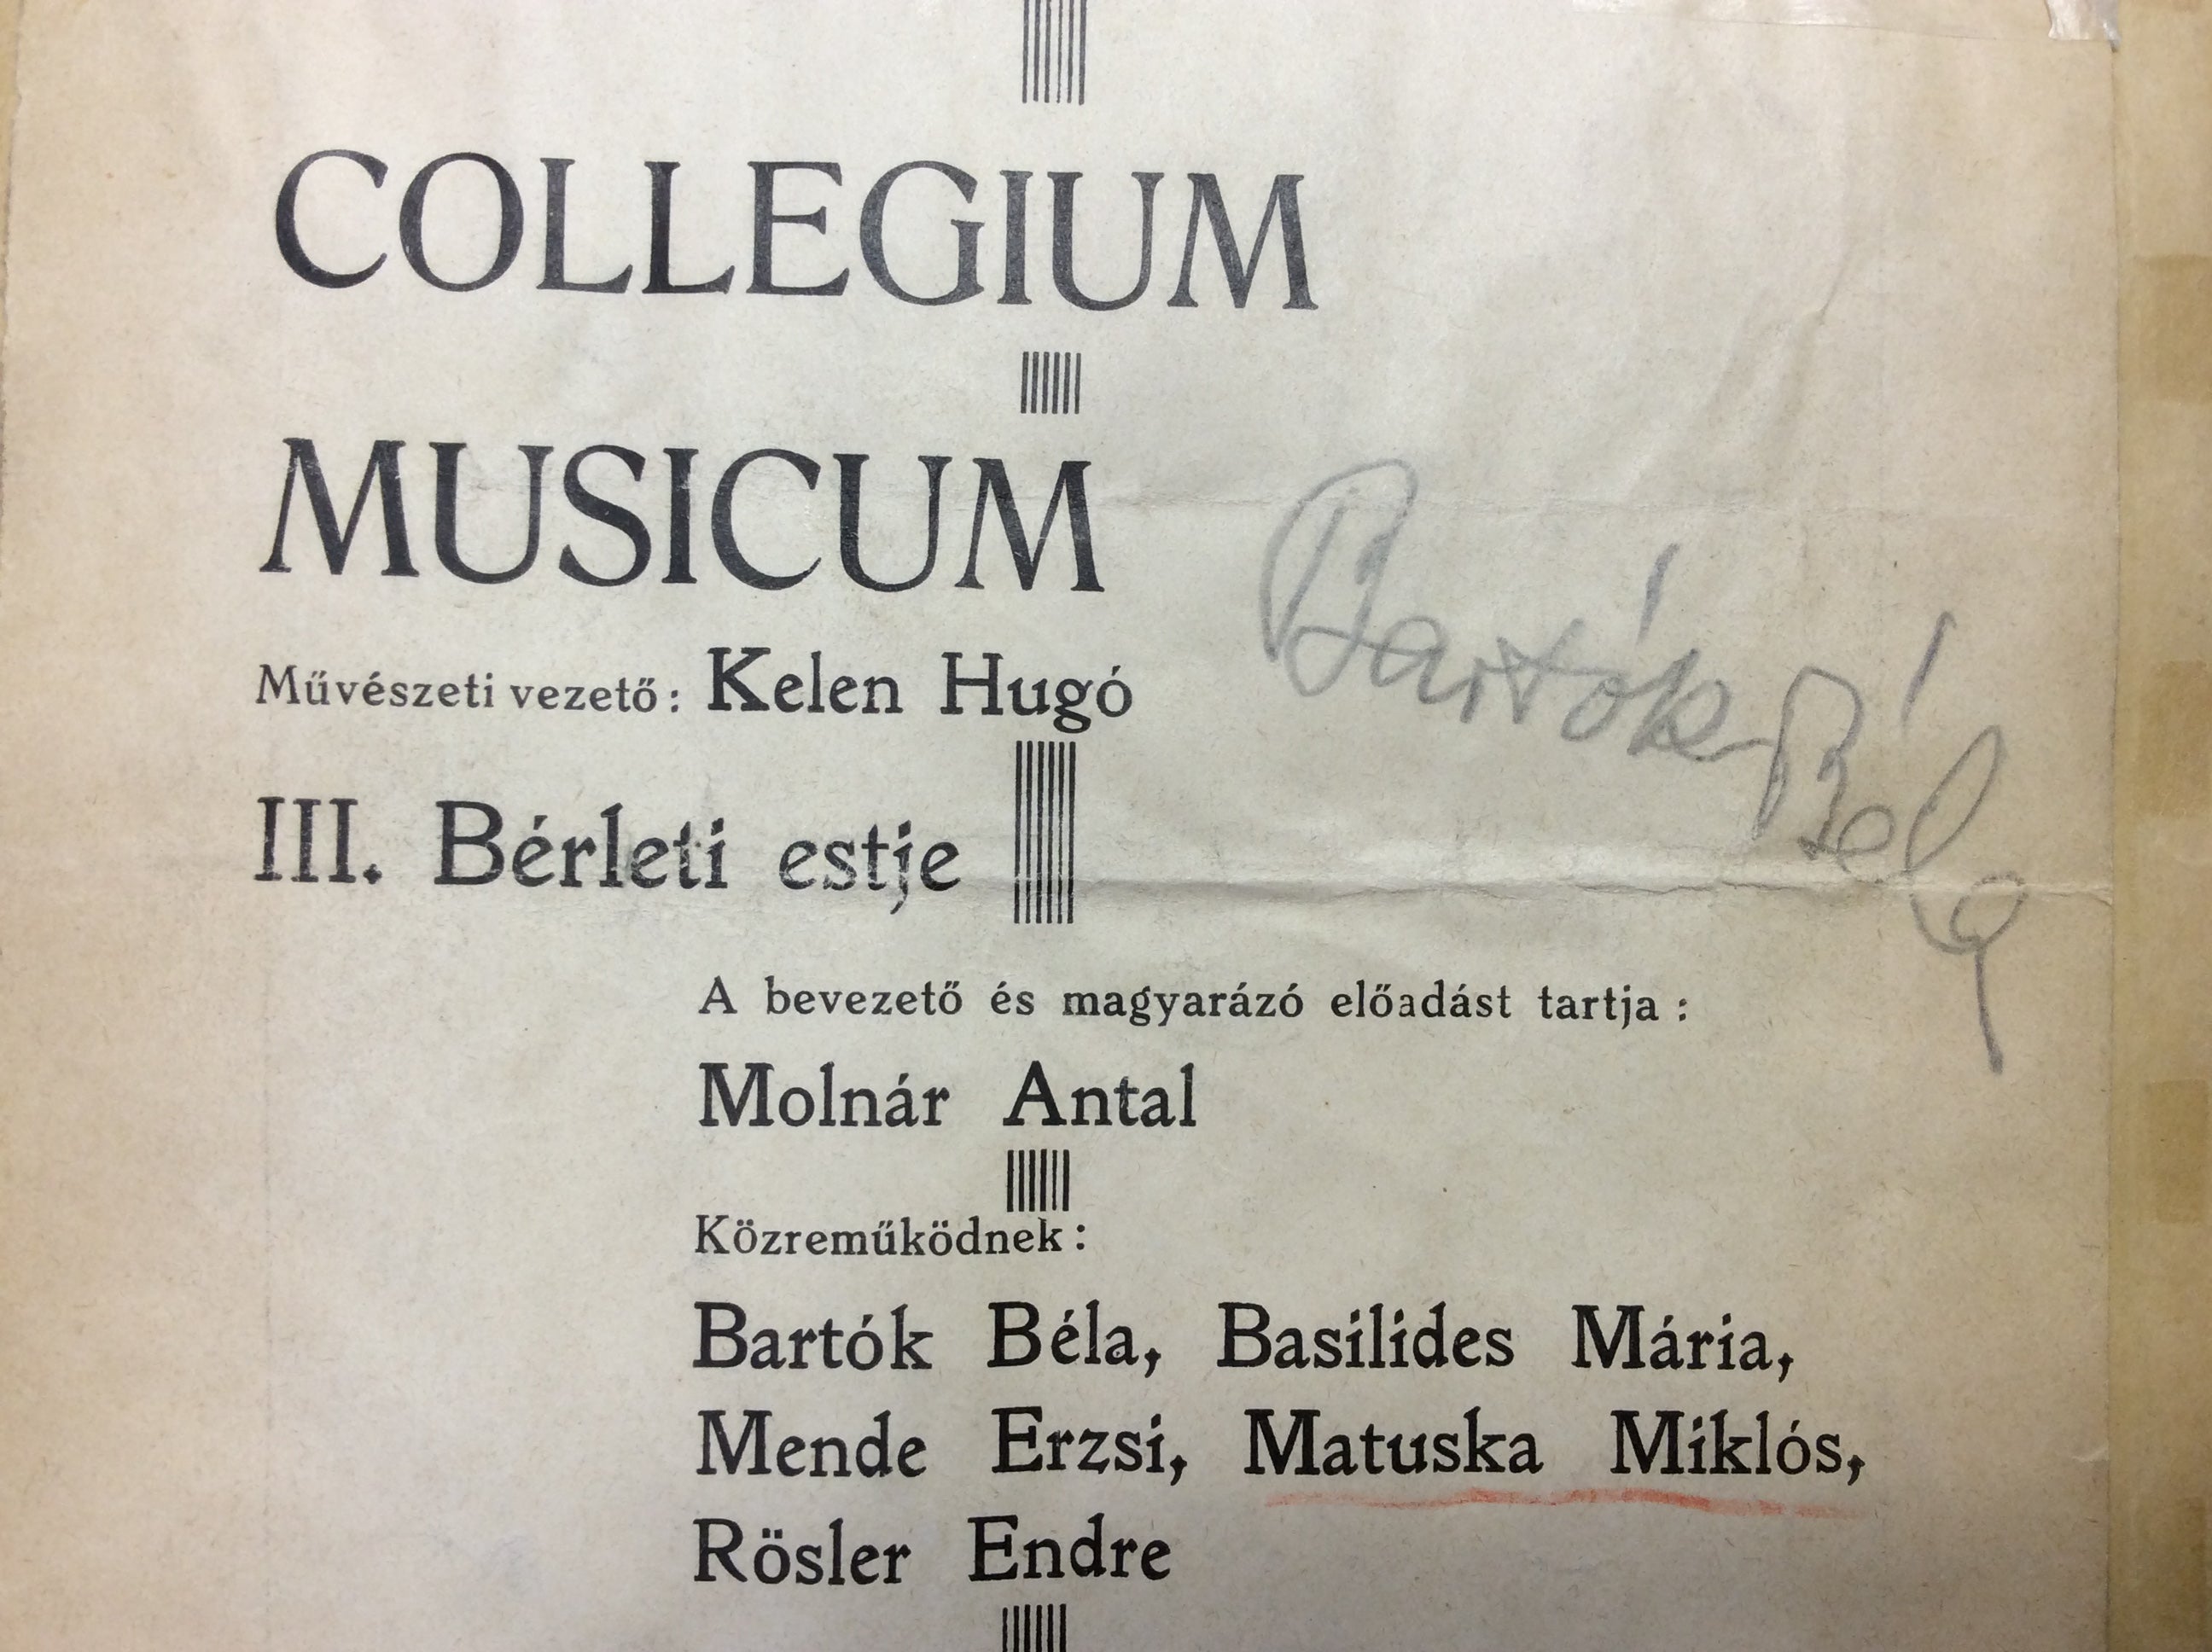 COLLEGIUM
MUSICUM
Bartók Béla
Művészeti vezető: Kelen Hugó
III. Bérleti estje
A bevezető és magyarázó előadást tartja :
Molnár Antal
Közreműködnek :
Bartók Béla, Basilides Mária,
Mende Erzsi, Matuska Miklós,
Rösler Endre